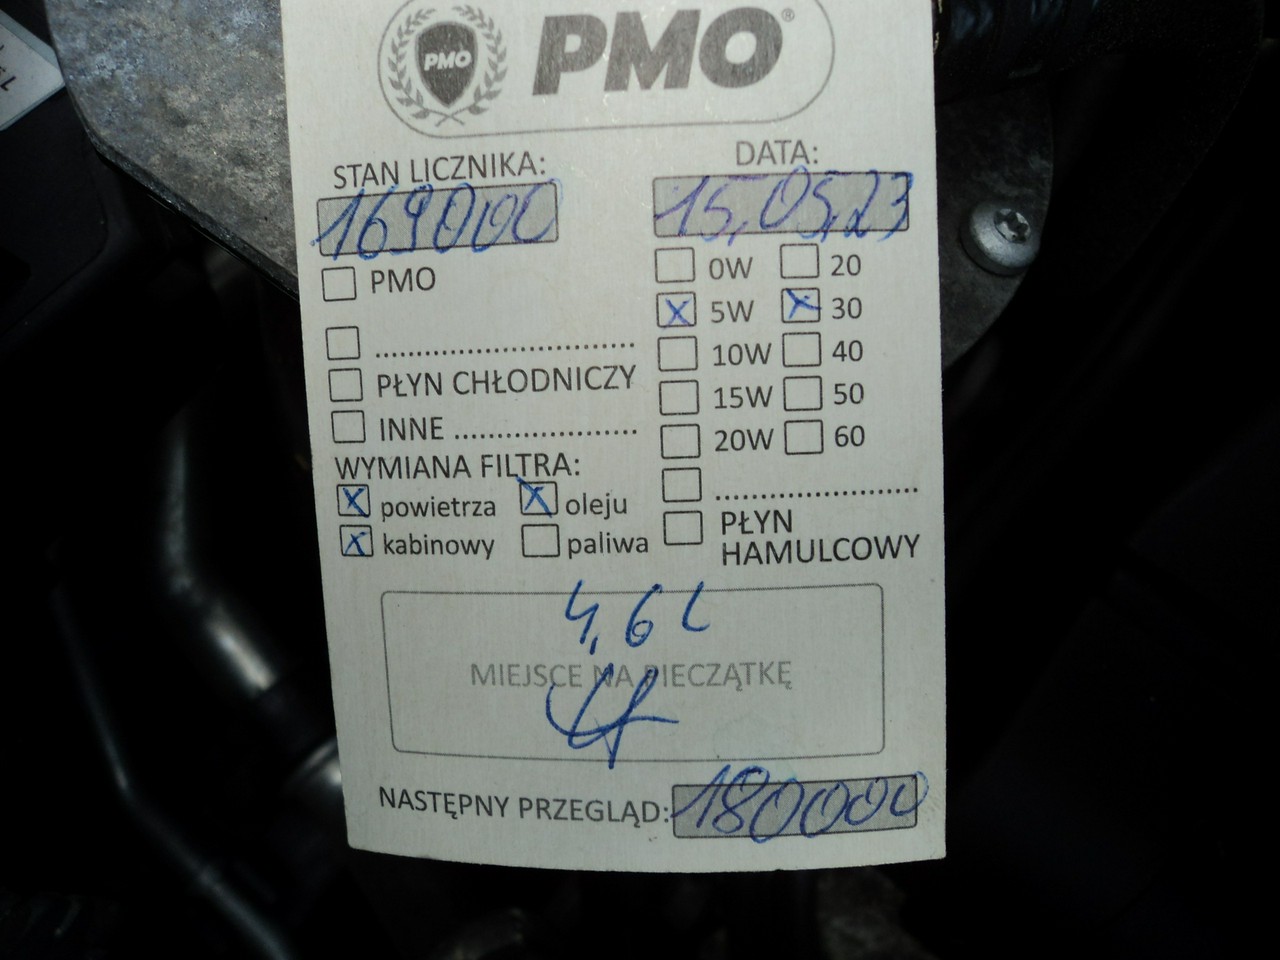 PMO
PMO®
STAN LICZNIKA:
169000
DATA:
15,05,23
PMO
....................................
PŁYN CHŁODNICZY
INNE .........................
WYMIANA FILTRA:
x powietrza x oleju
x kabinowy paliwa
0W 20
x 5W x 30
10W 40
15W 50
20W 60
............................
PŁYN
HAMULCOWY
4,6 L
MIEJSCE NA PIECZĄTKĘ
NASTĘPNY PRZEGLĄD: 180000